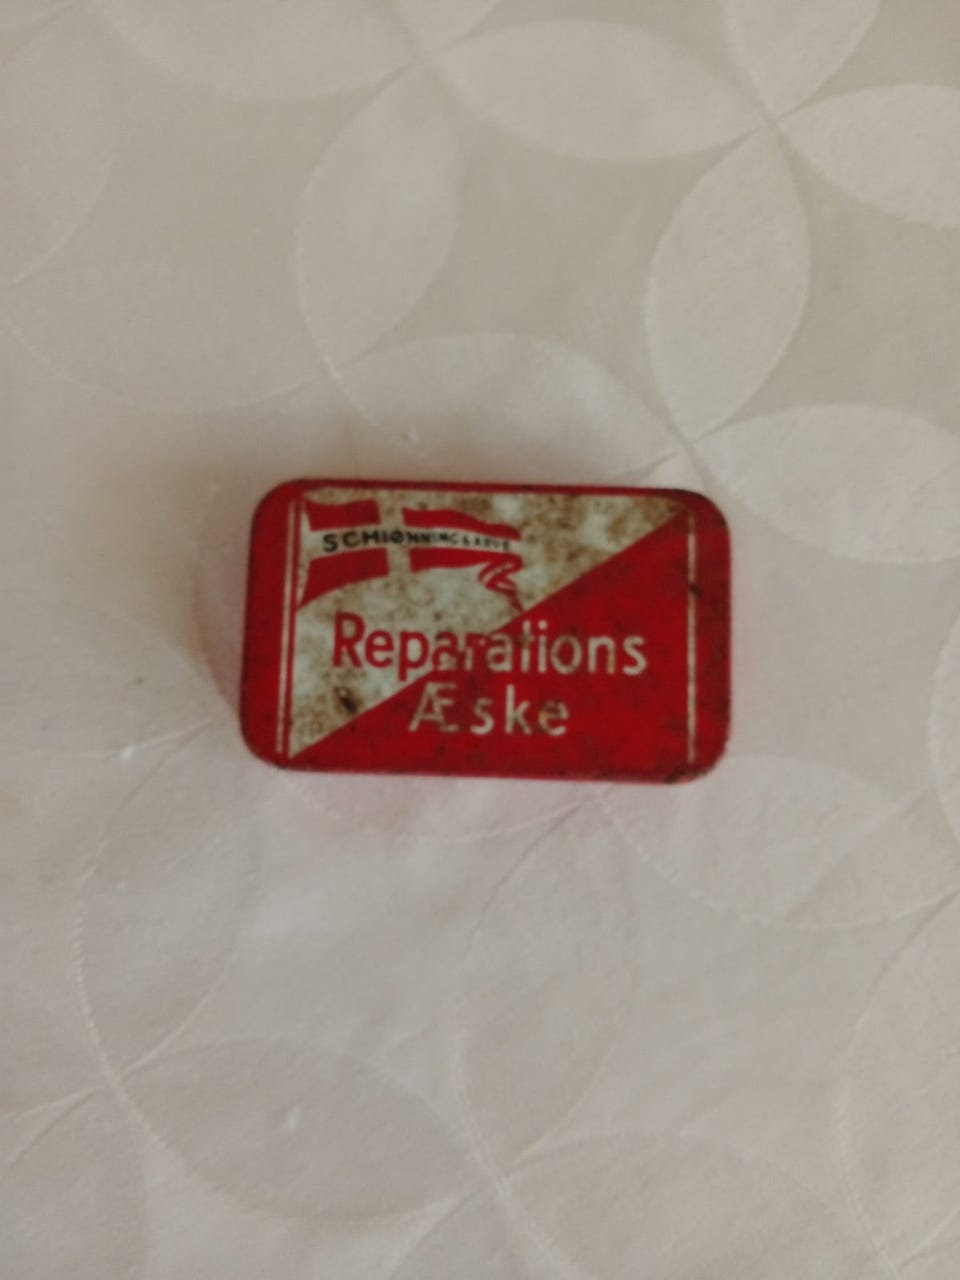 SCHIØNNING & ARVE
Reparations
Æske